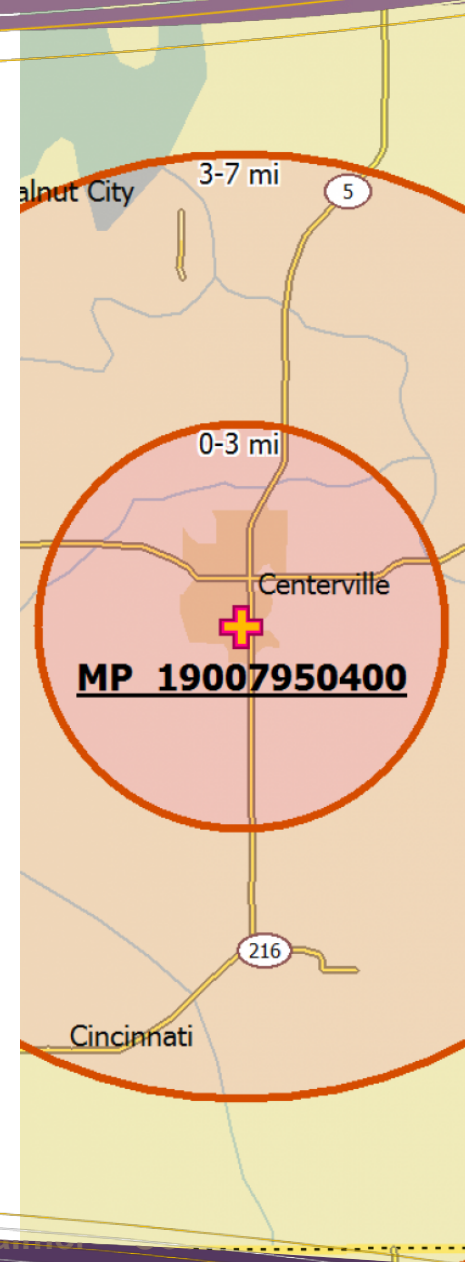 3-7 mi
alnut City
5
0-3 mi
Centerville
MP 19007950400
216
Cincinnati